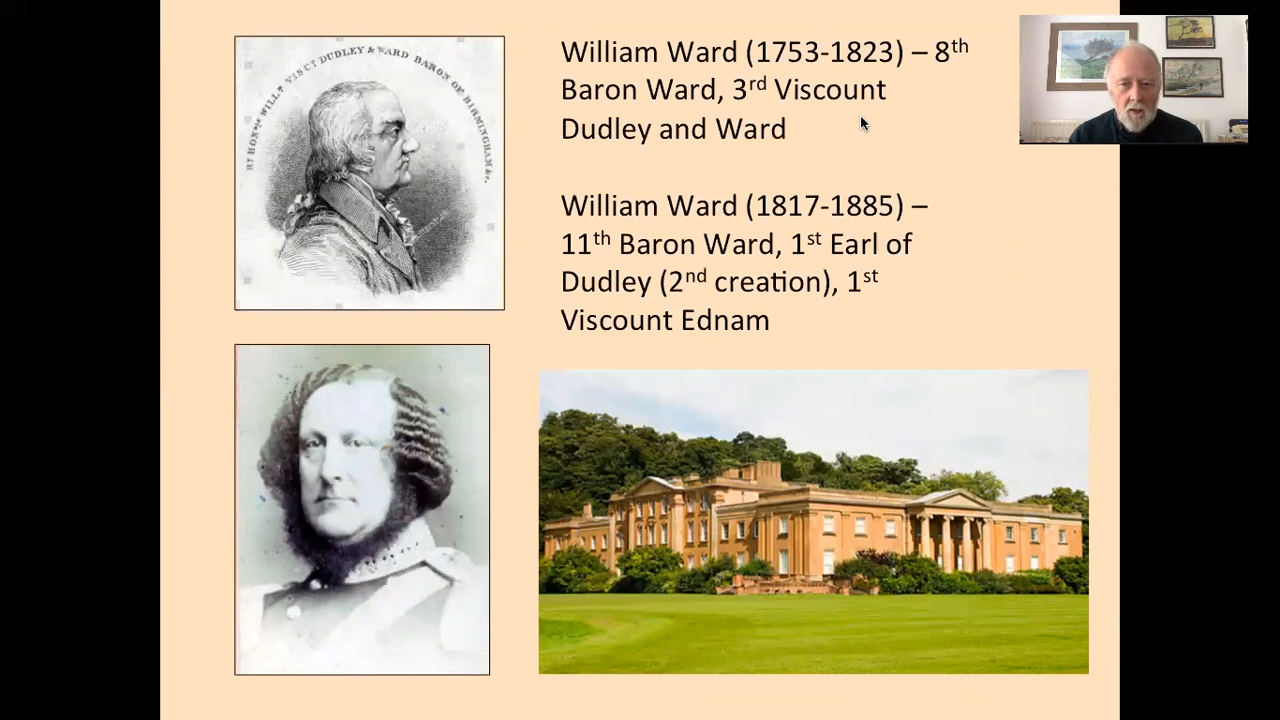 Rt HONble WILLm VISCt DUDLEY & WARD BARON OF BIRMINGHAM &c.
William Ward (1753-1823) – 8th
Baron Ward, 3rd Viscount
Dudley and Ward
William Ward (1817-1885) –
11th Baron Ward, 1st Earl of
Dudley (2nd creation), 1st
Viscount Ednam